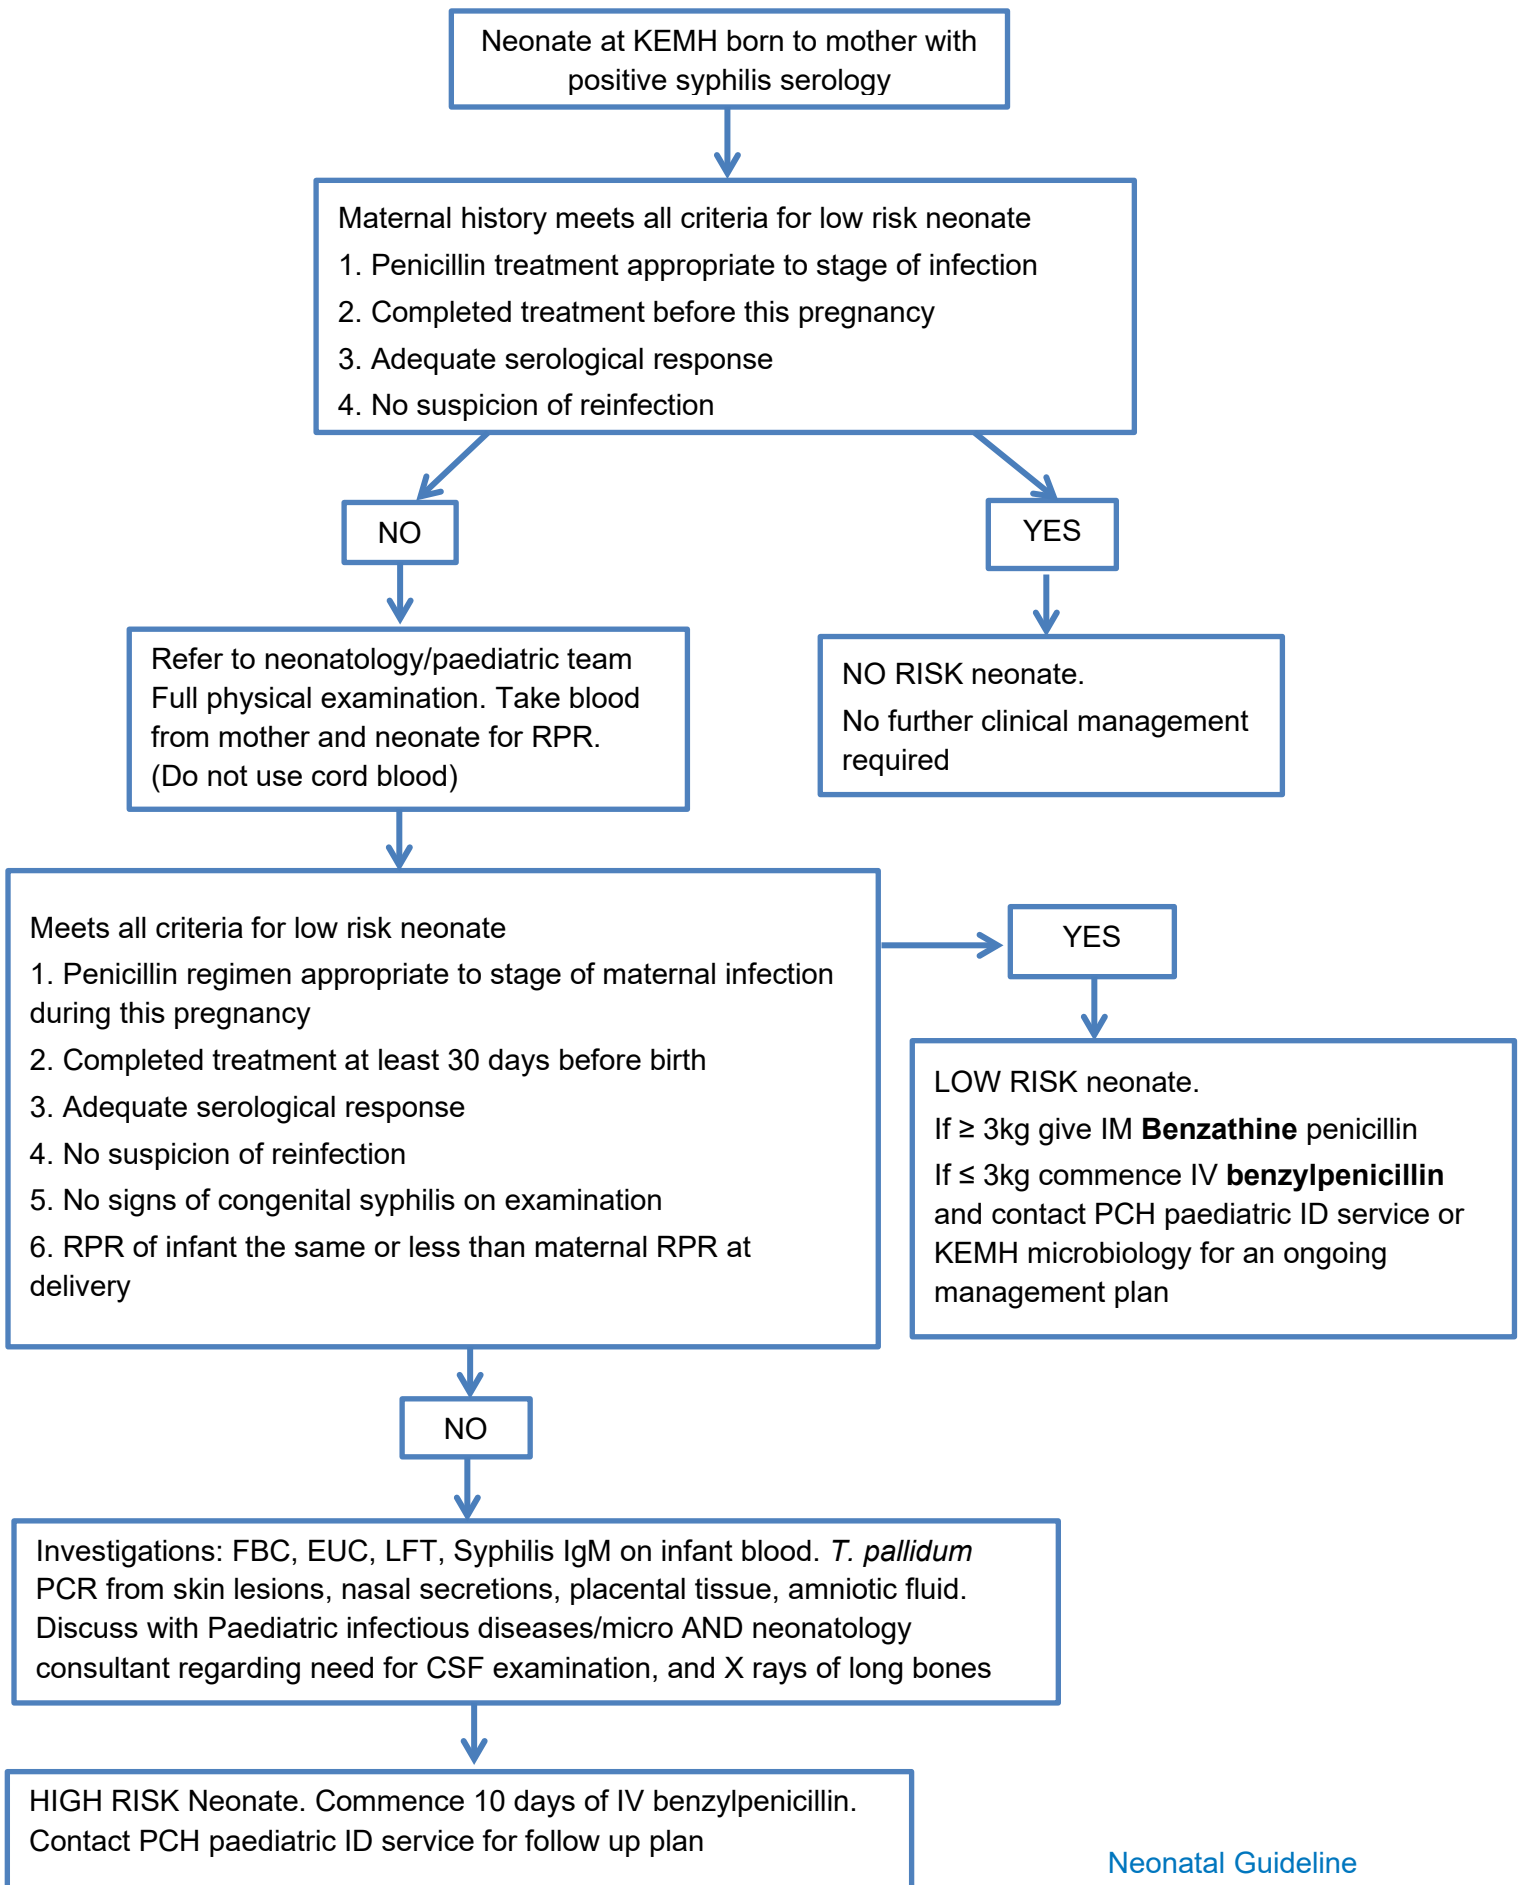 Neonate at KEMH born to mother with
positive syphilis serology
Maternal history meets all criteria for low risk neonate
1. Penicillin treatment appropriate to stage of infection
2. Completed treatment before this pregnancy
3. Adequate serological response
4. No suspicion of reinfection
NO
YES
Refer to neonatology/paediatric team
Full physical examination. Take blood
from mother and neonate for RPR.
(Do not use cord blood)
NO RISK neonate.
No further clinical management
required
Meets all criteria for low risk neonate
1. Penicillin regimen appropriate to stage of maternal infection
during this pregnancy
2. Completed treatment at least 30 days before birth
3. Adequate serological response
4. No suspicion of reinfection
5. No signs of congenital syphilis on examination
6. RPR of infant the same or less than maternal RPR at
delivery
YES
LOW RISK neonate.
If ≥ 3kg give IM Benzathine penicillin
If ≤ 3kg commence IV benzylpenicillin
and contact PCH paediatric ID service or
KEMH microbiology for an ongoing
management plan
NO
Investigations: FBC, EUC, LFT, Syphilis IgM on infant blood. T. pallidum
PCR from skin lesions, nasal secretions, placental tissue, amniotic fluid.
Discuss with Paediatric infectious diseases/micro AND neonatology
consultant regarding need for CSF examination, and X rays of long bones
HIGH RISK Neonate. Commence 10 days of IV benzylpenicillin.
Contact PCH paediatric ID service for follow up plan
Neonatal Guideline